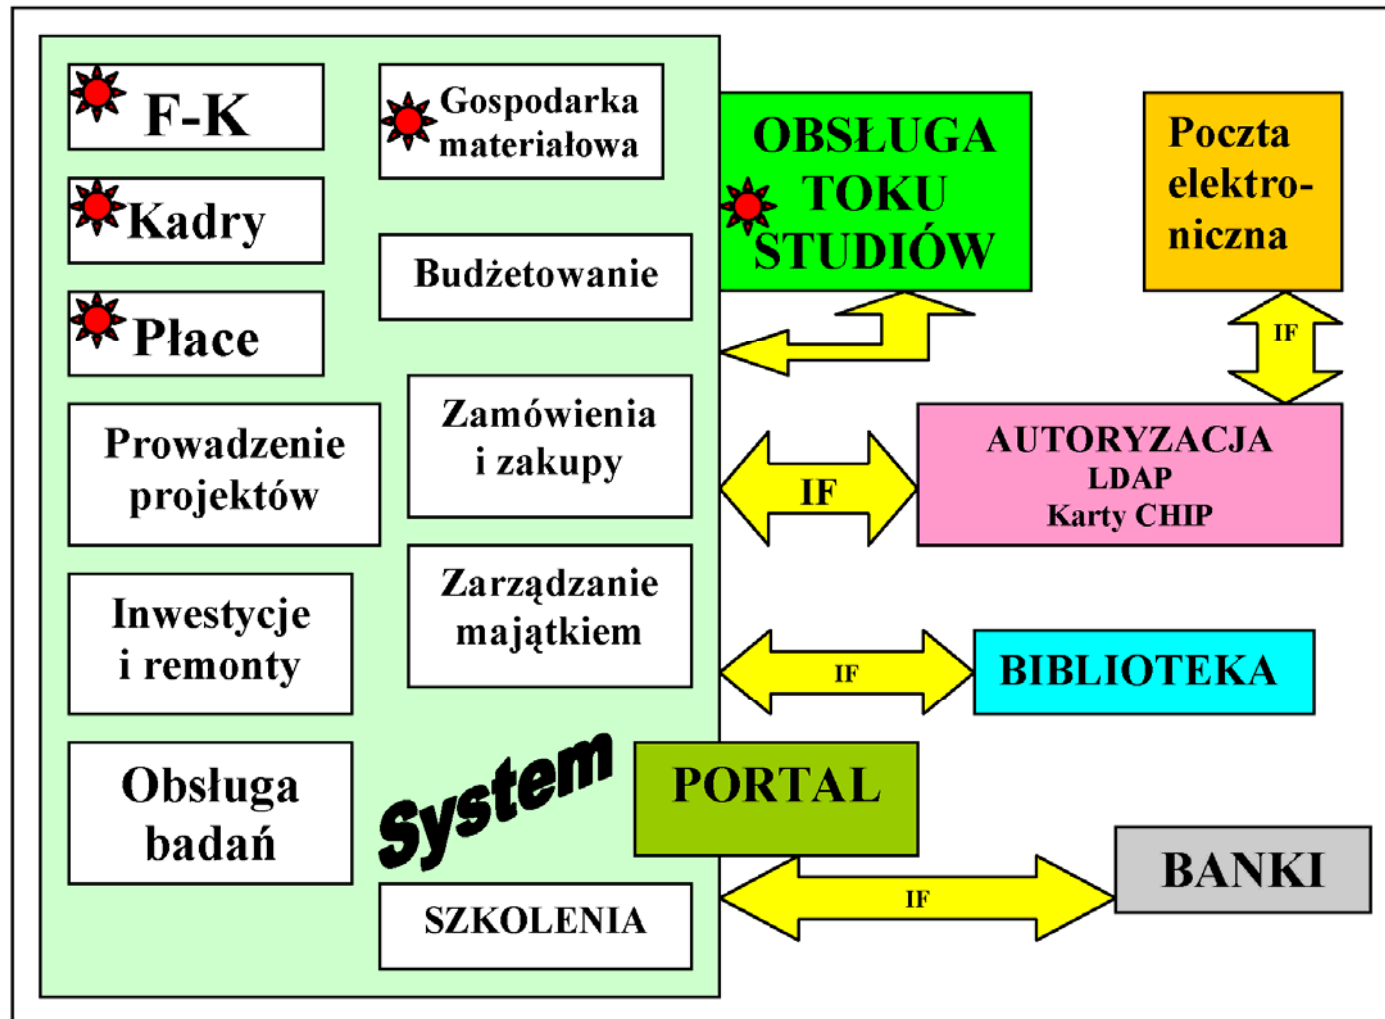 F-K
Kadry
Płace
Prowadzenie
projektów
Inwestycje
i remonty
Obsługa
badań
Gospodarka
materiałowa
Budżetowanie
Zamówienia
i zakupy
Zarządzanie
majątkiem
System
SZKOLENIA
OBSŁUGA
TOKU
STUDIÓW
Poczta
elektro-
niczna
IF
AUTORYZACJA
LDAP
Karty CHIP
IF
IF
BIBLIOTEKA
PORTAL
IF
BANKI